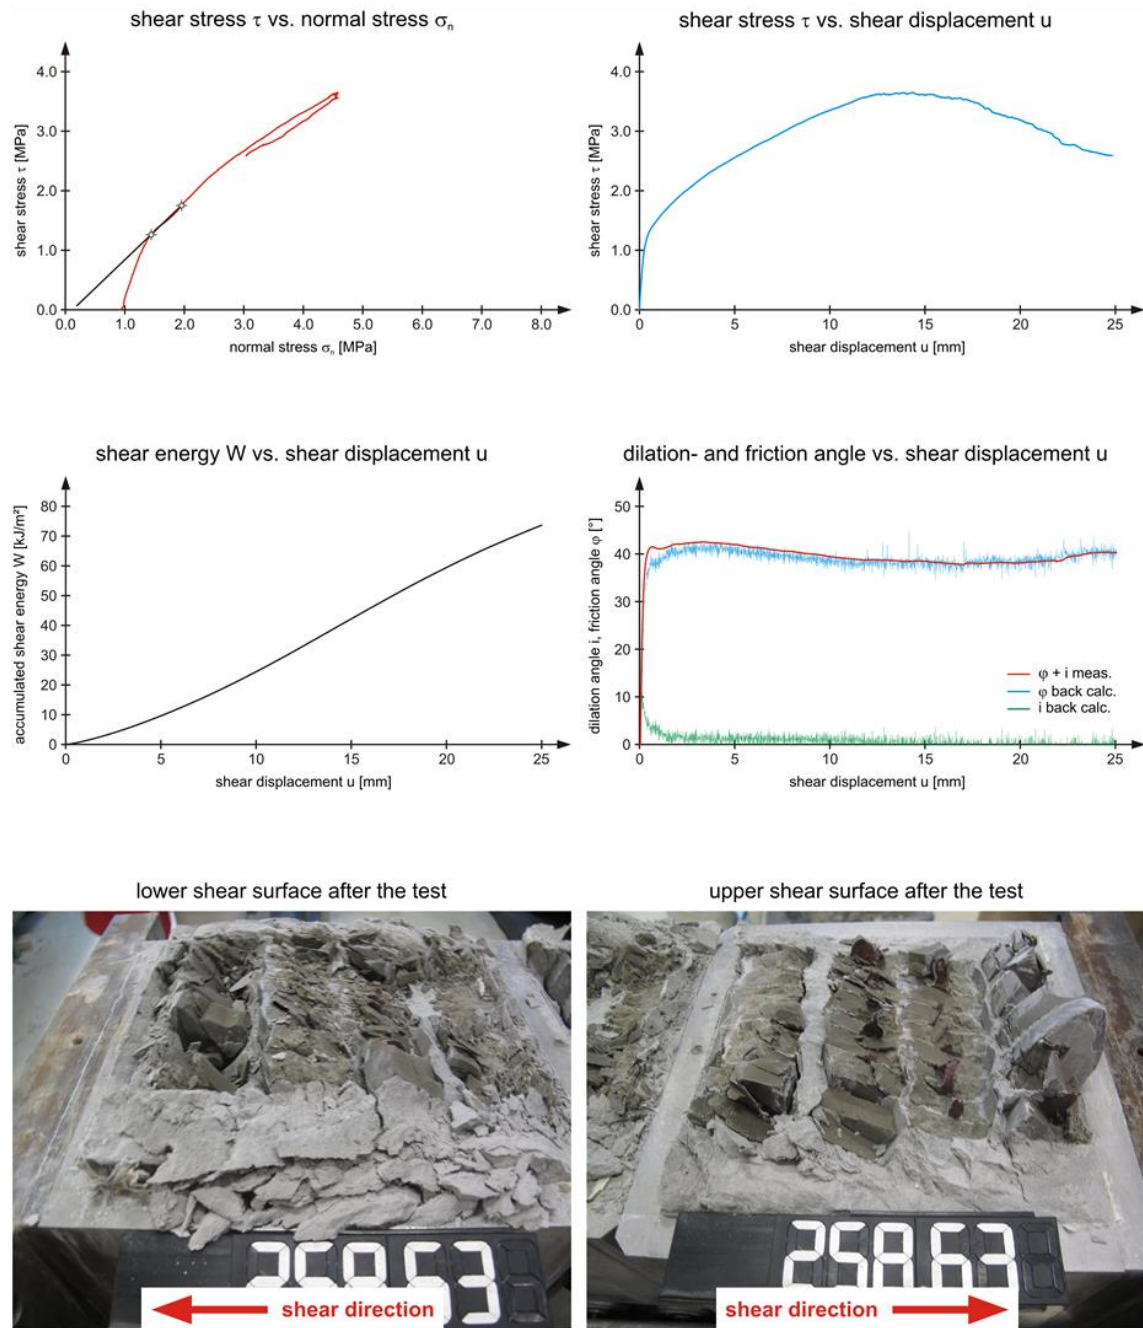 shear stress τ vs. normal stress σn
shear stress τ vs. shear displacement u
shear stress τ [MPa]
4.0
3.0
2.0
1.0
0.0
0.0 1.0 2.0 3.0 4.0 5.0 6.0 7.0 8.0
normal stress σn [MPa]
shear stress τ [MPa]
4.0
3.0
2.0
1.0
0.0
0 5 10 15 20 25
shear displacement u [mm]
shear energy W vs. shear displacement u
dilation- and friction angle vs. shear displacement u
accumulated shear energy W [kJ/m²]
80
70
60
50
40
30
20
10
0
0 5 10 15 20 25
shear displacement u [mm]
dilation angle i, friction angle φ [°]
50
40
30
20
10
0
φ + i meas.
φ back calc.
i back calc.
0 5 10 15 20 25
shear displacement u [mm]
lower shear surface after the test
upper shear surface after the test
shear direction
25863
shear direction